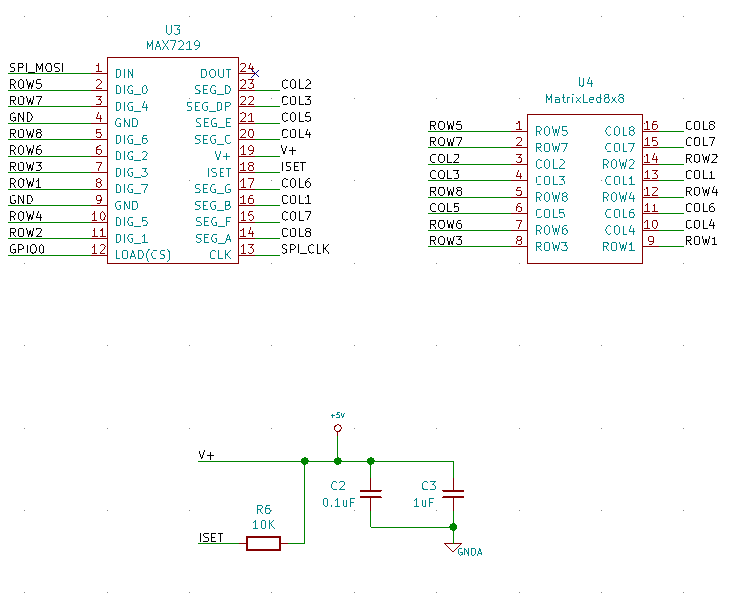 U3
MAX7219
SPI_MOSI 1 DIN DOUT 24
ROW5 2 DIG_0 SEG_D 23 COL2
ROW7 3 DIG_4 SEG_DP 22 COL3
GND 4 GND SEG_E 21 COL5
ROW8 5 DIG_6 SEG_C 20 COL4
ROW6 6 DIG_2 V+ 19 V+
ROW3 7 DIG_3 ISET 18 ISET
ROW1 8 DIG_7 SEG_G 17 COL6
GND 9 GND SEG_B 16 COL1
ROW4 10 DIG_5 SEG_F 15 COL7
ROW2 11 DIG_1 SEG_A 14 COL8
GPIO0 12 LOAD(CS) CLK 13 SPI_CLK
U4
MatrixLed8x8
ROW5 1 ROW5 COL8 16 COL8
ROW7 2 ROW7 COL7 15 COL7
COL2 3 COL2 ROW2 14 ROW2
COL3 4 COL3 COL1 13 COL1
ROW8 5 ROW8 ROW4 12 ROW4
COL5 6 COL5 COL6 11 COL6
ROW6 7 ROW6 COL4 10 COL4
ROW3 8 ROW3 ROW1 9 ROW1
+5V
V+
C2
0.1uF
C3
1uF
R6
10K
ISET
GNDA